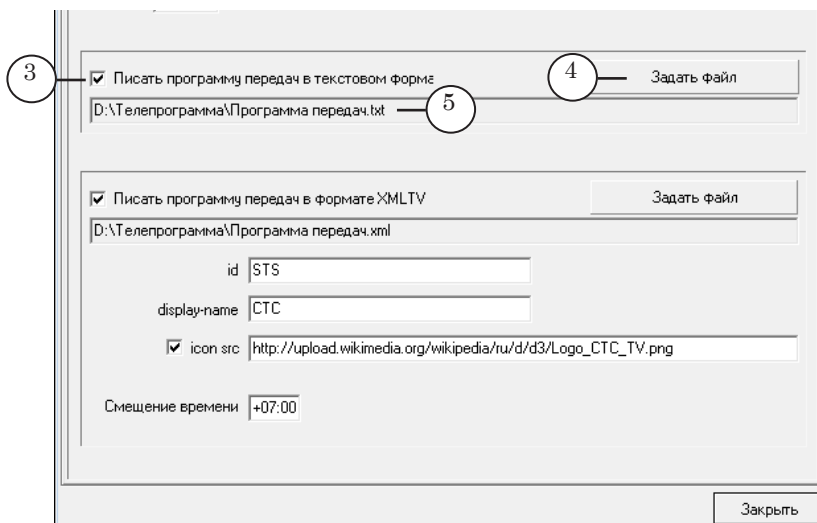 3
Писать программу передач в текстовом форма
4
Задать файл
D:\Телепрограмма\Программа передач.txt
5
Писать программу передач в формате XMLTV
Задать файл
D:\Телепрограмма\Программа передач.xml
id STS
display-name СТС
icon src http://upload.wikimedia.org/wikipedia/ru/d/d3/Logo_CTC_TV.png
Смещение времени +07:00
Закрыть